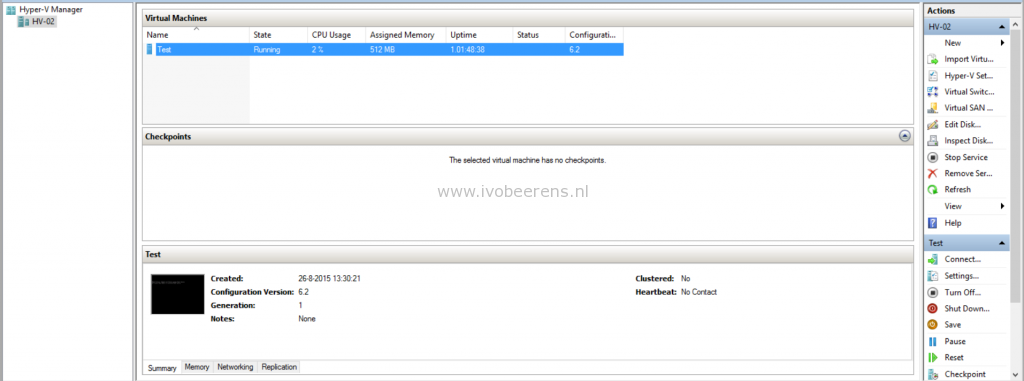 Hyper-V Manager
HV-02
Virtual Machines
Name State CPU Usage Assigned Memory Uptime Status Configurati...
Test Running 2 % 512 MB 1.01:48:38 6.2
Checkpoints
The selected virtual machine has no checkpoints.
www.ivobeerens.nl
Test
Created: 26-8-2015 13:30:21 Clustered: No
Configuration Version: 6.2 Heartbeat: No Contact
Generation: 1
Notes: None
Summary Memory Networking Replication
Actions
HV-02
New
Import Virtu...
Hyper-V Set...
Virtual Switc...
Virtual SAN ...
Edit Disk...
Inspect Disk...
Stop Service
Remove Ser...
Refresh
View
Help
Test
Connect...
Settings...
Turn Off...
Shut Down...
Save
Pause
Reset
Checkpoint